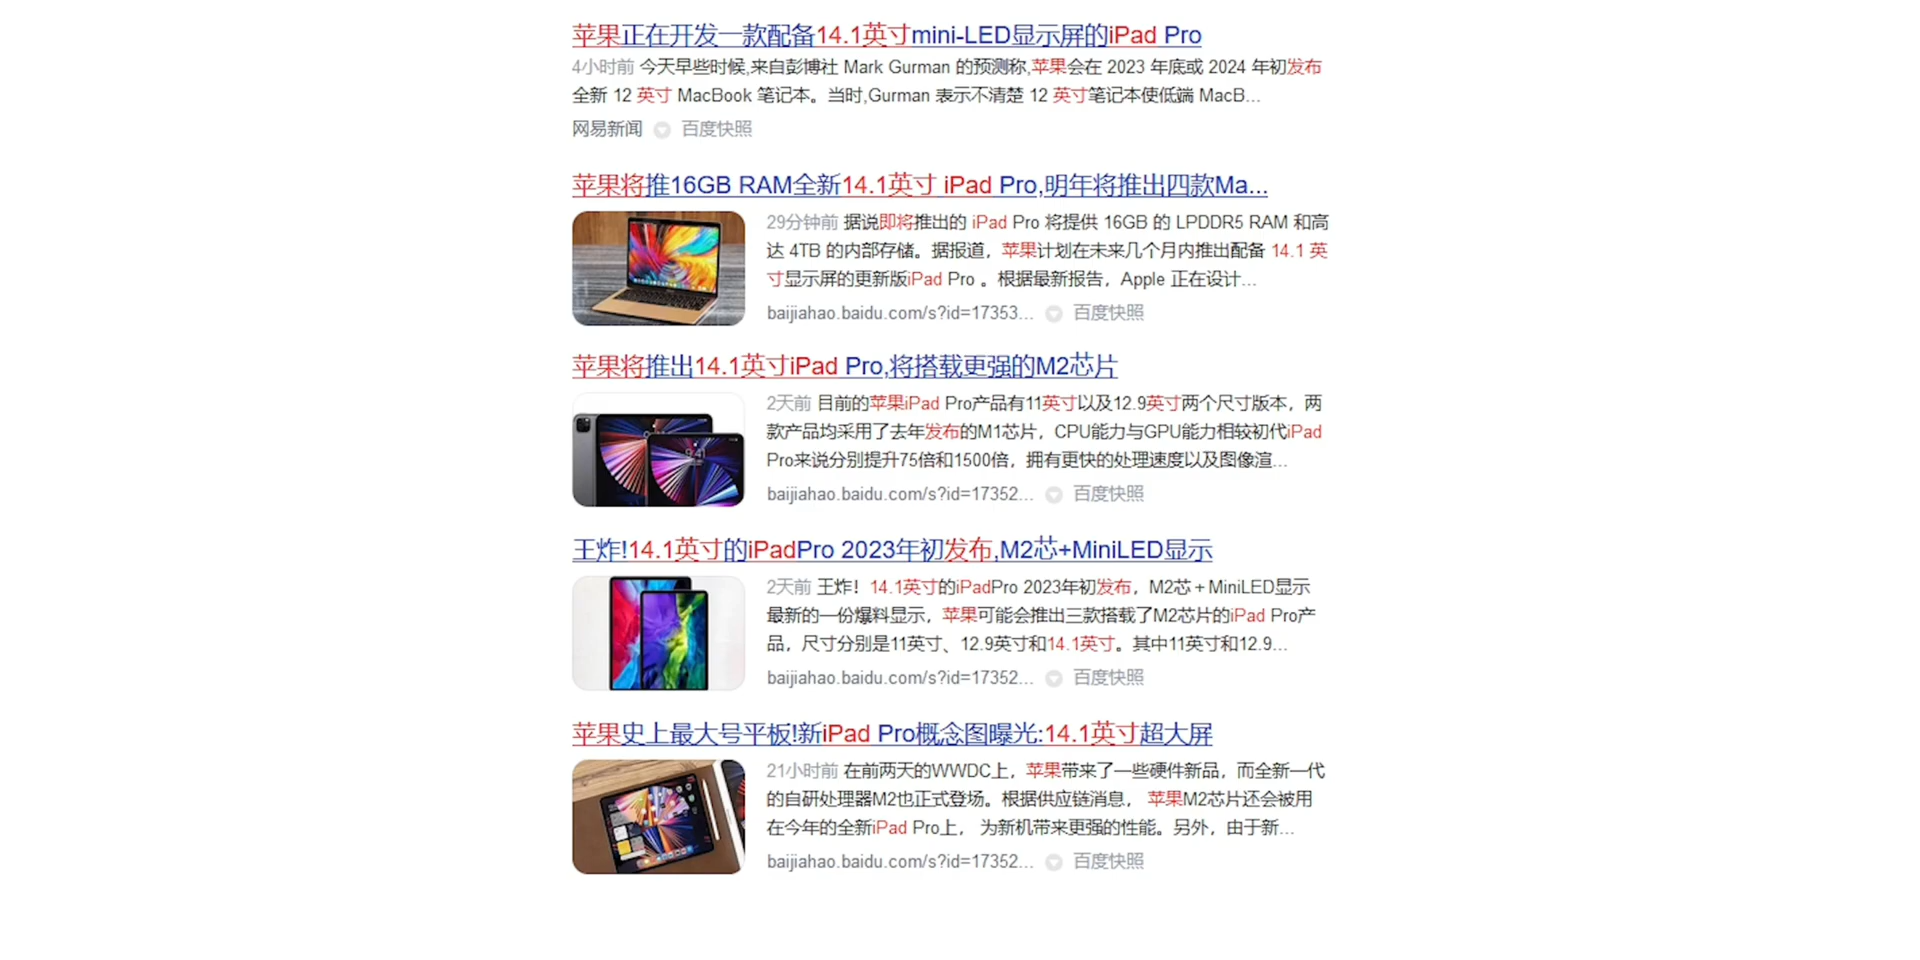 苹果正在开发一款配备14.1英寸mini-LED显示屏的iPad Pro
4小时前 今天早些时候,来自彭博社 Mark Gurman 的预测称,苹果会在 2023 年底或 2024 年初发布
全新 12 英寸 MacBook 笔记本。当时,Gurman 表示不清楚 12 英寸笔记本使低端 MacB...
网易新闻 百度快照
苹果将推16GB RAM全新14.1英寸 iPad Pro,明年将推出四款Ma...
29分钟前 据说即将推出的 iPad Pro 将提供 16GB 的 LPDDR5 RAM 和高
达 4TB 的内部存储。据报道，苹果计划在未来几个月内推出配备 14.1 英
寸显示屏的更新版iPad Pro 。根据最新报告，Apple 正在设计...
baijiahao.baidu.com/s?id=17353... 百度快照
苹果将推出14.1英寸iPad Pro,将搭载更强的M2芯片
2天前 目前的苹果iPad Pro产品有11英寸以及12.9英寸两个尺寸版本，两
款产品均采用了去年发布的M1芯片，CPU能力与GPU能力相较初代iPad
Pro来说分别提升75倍和1500倍，拥有更快的处理速度以及图像渲...
baijiahao.baidu.com/s?id=17352... 百度快照
王炸!14.1英寸的iPadPro 2023年初发布,M2芯+MiniLED显示
2天前 王炸！14.1英寸的iPadPro 2023年初发布，M2芯＋MiniLED显示
最新的一份爆料显示，苹果可能会推出三款搭载了M2芯片的iPad Pro产
品，尺寸分别是11英寸、12.9英寸和14.1英寸。其中11英寸和12.9...
baijiahao.baidu.com/s?id=17352... 百度快照
苹果史上最大号平板!新iPad Pro概念图曝光:14.1英寸超大屏
21小时前 在前两天的WWDC上，苹果带来了一些硬件新品，而全新一代
的自研处理器M2也正式登场。根据供应链消息， 苹果M2芯片还会被用
在今年的全新iPad Pro上， 为新机带来更强的性能。另外，由于新...
baijiahao.baidu.com/s?id=17352... 百度快照